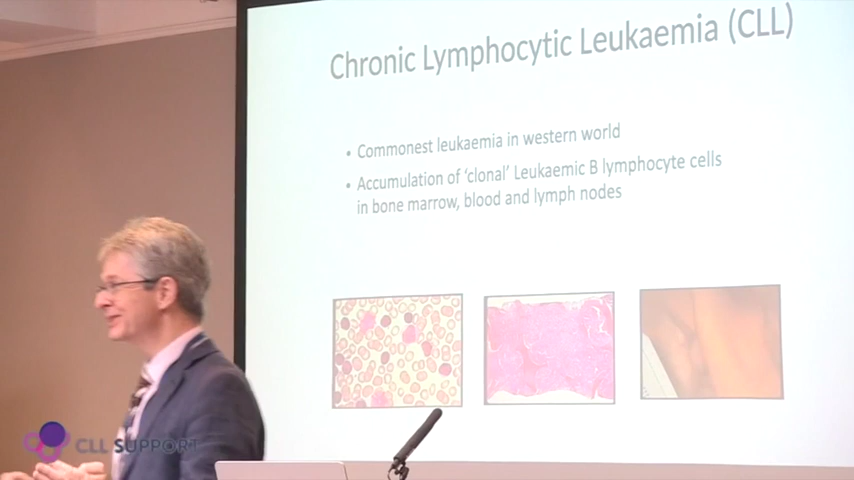 Chronic Lymphocytic Leukaemia (CLL)
• Commonest leukaemia in western world
• Accumulation of ‘clonal’ Leukaemic B lymphocyte cells
in bone marrow, blood and lymph nodes
CLL SUPPORT